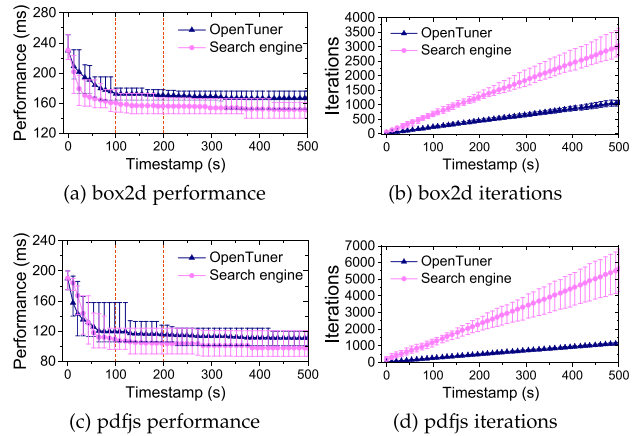 280
240
200
160
120
Performance (ms)
OpenTuner
Search engine
0 100 200 300 400 500
Timestamp (s)
(a) box2d performance
4000
3500
3000
2500
2000
1500
1000
500
0
Iterations
OpenTuner
Search engine
0 100 200 300 400 500
Timestamp (s)
(b) box2d iterations
240
200
160
120
80
Performance (ms)
OpenTuner
Search engine
0 100 200 300 400 500
Timestamp (s)
(c) pdfjs performance
7000
6000
5000
4000
3000
2000
1000
0
Iterations
OpenTuner
Search engine
0 100 200 300 400 500
Timestamp (s)
(d) pdfjs iterations